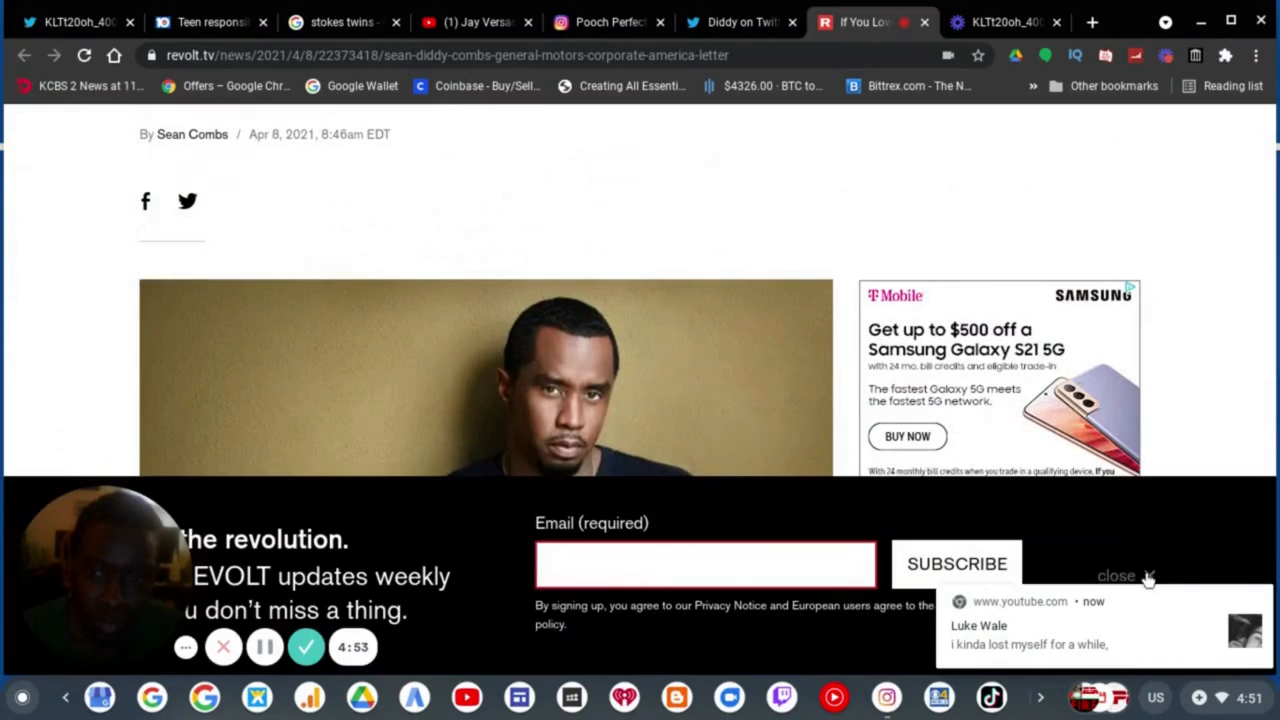 KLTt20oh_400
Teen responsi
stokes twins -
(1) Jay Versac
Pooch Perfect
Diddy on Twit
If You Lov
KLTt20oh_400
revolt.tv/news/2021/4/8/22373418/sean-diddy-combs-general-motors-corporate-america-letter
KCBS 2 News at 11...
Offers – Google Chr...
Google Wallet
Coinbase - Buy/Sell...
Creating All Essenti...
$4326.00 · BTC to...
Bittrex.com - The N...
»
Other bookmarks
Reading list
By Sean Combs / Apr 8, 2021, 8:46am EDT
T Mobile
SAMSUNG
Get up to $500 off a
Samsung Galaxy S21 5G
with 24 mo. bill credits and eligible trade-in
The fastest Galaxy 5G meets
the fastest 5G network.
BUY NOW
With 24 monthly bill credits when you trade in a qualifying device. If you
the revolution.
EVOLT updates weekly
u don't miss a thing.
Email (required)
SUBSCRIBE
close
By signing up, you agree to our Privacy Notice and European users agree to the
policy.
www.youtube.com • now
Luke Wale
i kinda lost myself for a while,
4:53
US
4:51